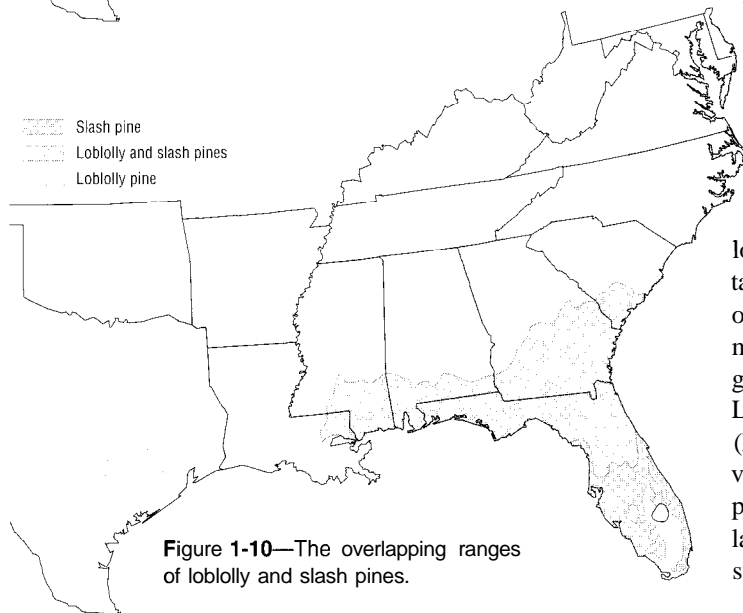 Slash pine
Loblolly and slash pines
Loblolly pine
Figure 1-10—The overlapping ranges
of loblolly and slash pines.
lo
ta
o
n
g
L
(
v
p
la
s